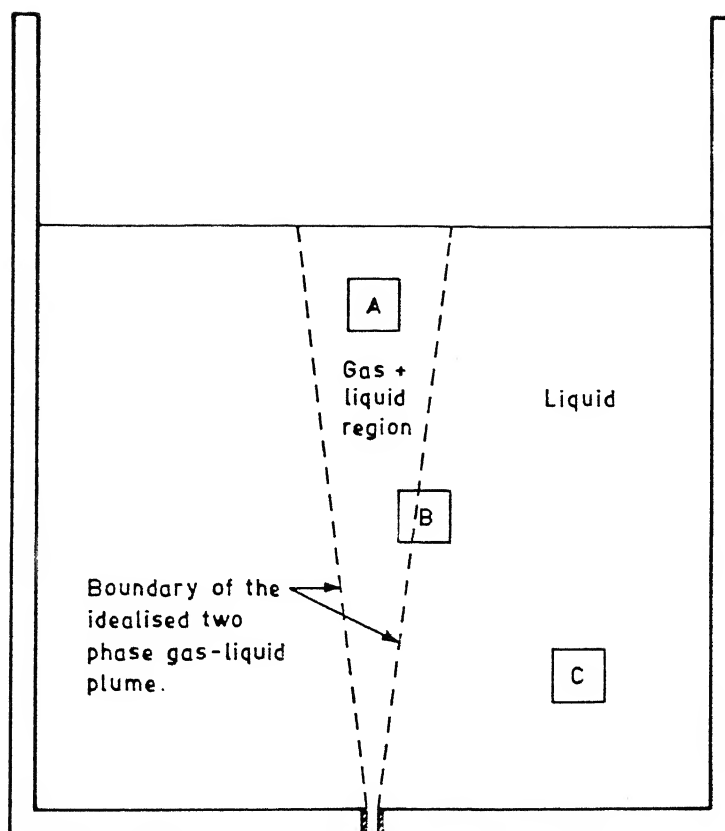 A
Gas +
liquid
region
Liquid
B
Boundary of the
idealised two
phase gas-liquid
plume.
C